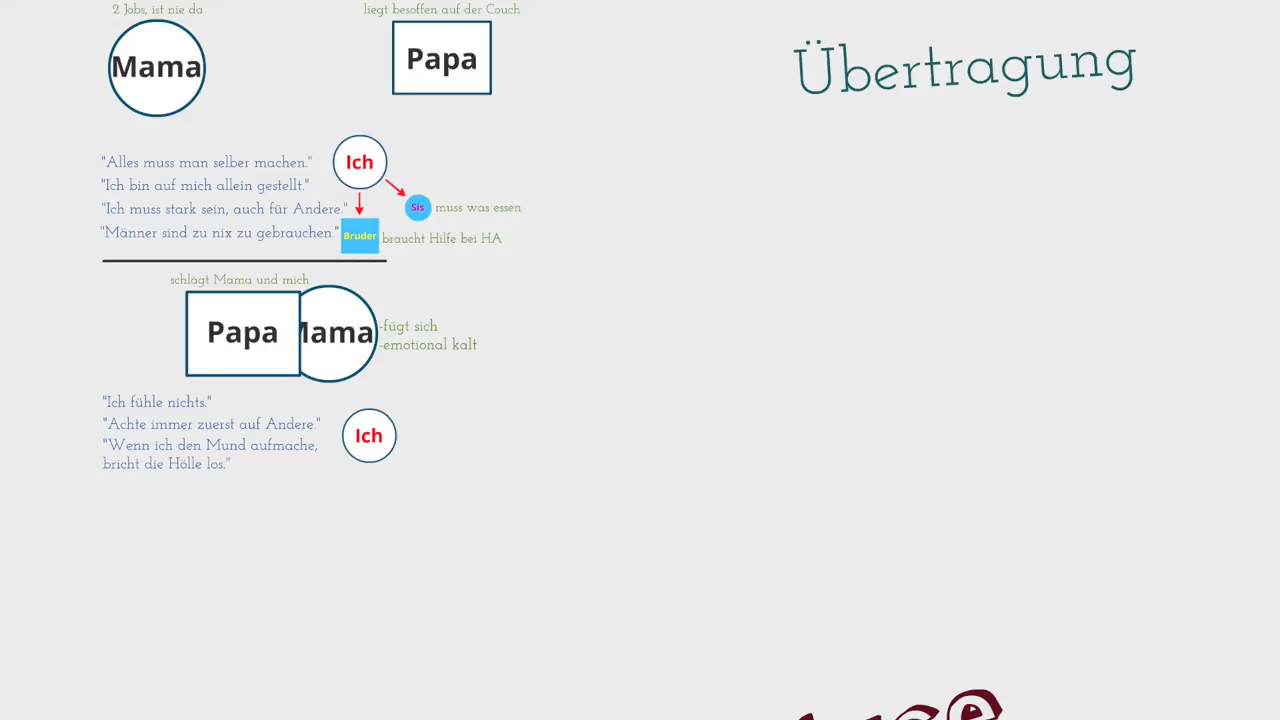 2 Jobs, ist nie da
liegt besoffen auf der Couch
Mama
Papa
Übertragung
"Alles muss man selber machen."
Ich
"Ich bin auf mich allein gestellt."
"Ich muss stark sein, auch für Andere."
Sis
muss was essen
"Männer sind zu nix zu gebrauchen."
Bruder
braucht Hilfe bei HA
schlägt Mama und mich
Papa
Mama
-fügt sich
-emotional kalt
"Ich fühle nichts."
"Achte immer zuerst auf Andere."
Ich
"Wenn ich den Mund aufmache,
bricht die Hölle los."